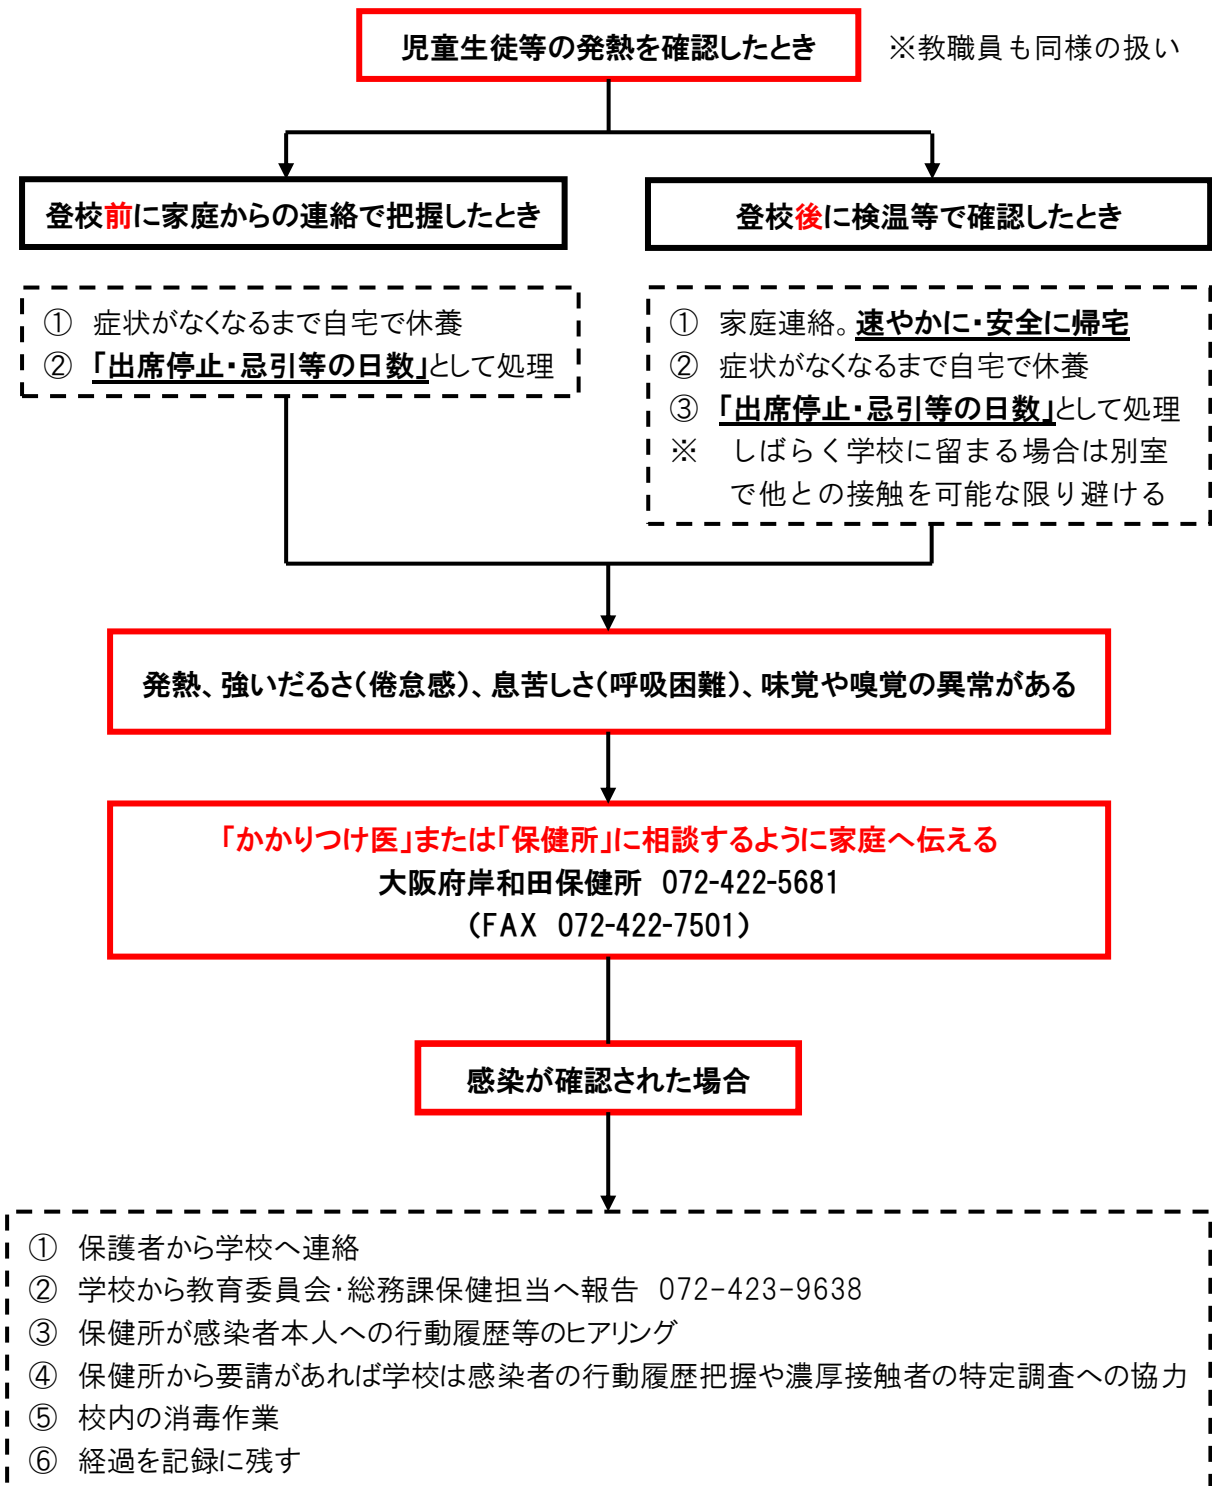 児童生徒等の発熱を確認したとき
※教職員も同様の扱い
登校前に家庭からの連絡で把握したとき
登校後に検温等で確認したとき
① 症状がなくなるまで自宅で休養
② 「出席停止・忌引等の日数」として処理
① 家庭連絡。速やかに・安全に帰宅
② 症状がなくなるまで自宅で休養
③ 「出席停止・忌引等の日数」として処理
※ しばらく学校に留まる場合は別室
で他との接触を可能な限り避ける
発熱、強いだるさ(倦怠感)、息苦しさ(呼吸困難)、味覚や嗅覚の異常がある
「かかりつけ医」または「保健所」に相談するように家庭へ伝える
大阪府岸和田保健所 072-422-5681
(FAX 072-422-7501)
感染が確認された場合
① 保護者から学校へ連絡
② 学校から教育委員会・総務課保健担当へ報告 072-423-9638
③ 保健所が感染者本人への行動履歴等のヒアリング
④ 保健所から要請があれば学校は感染者の行動履歴把握や濃厚接触者の特定調査への協力
⑤ 校内の消毒作業
⑥ 経過を記録に残す